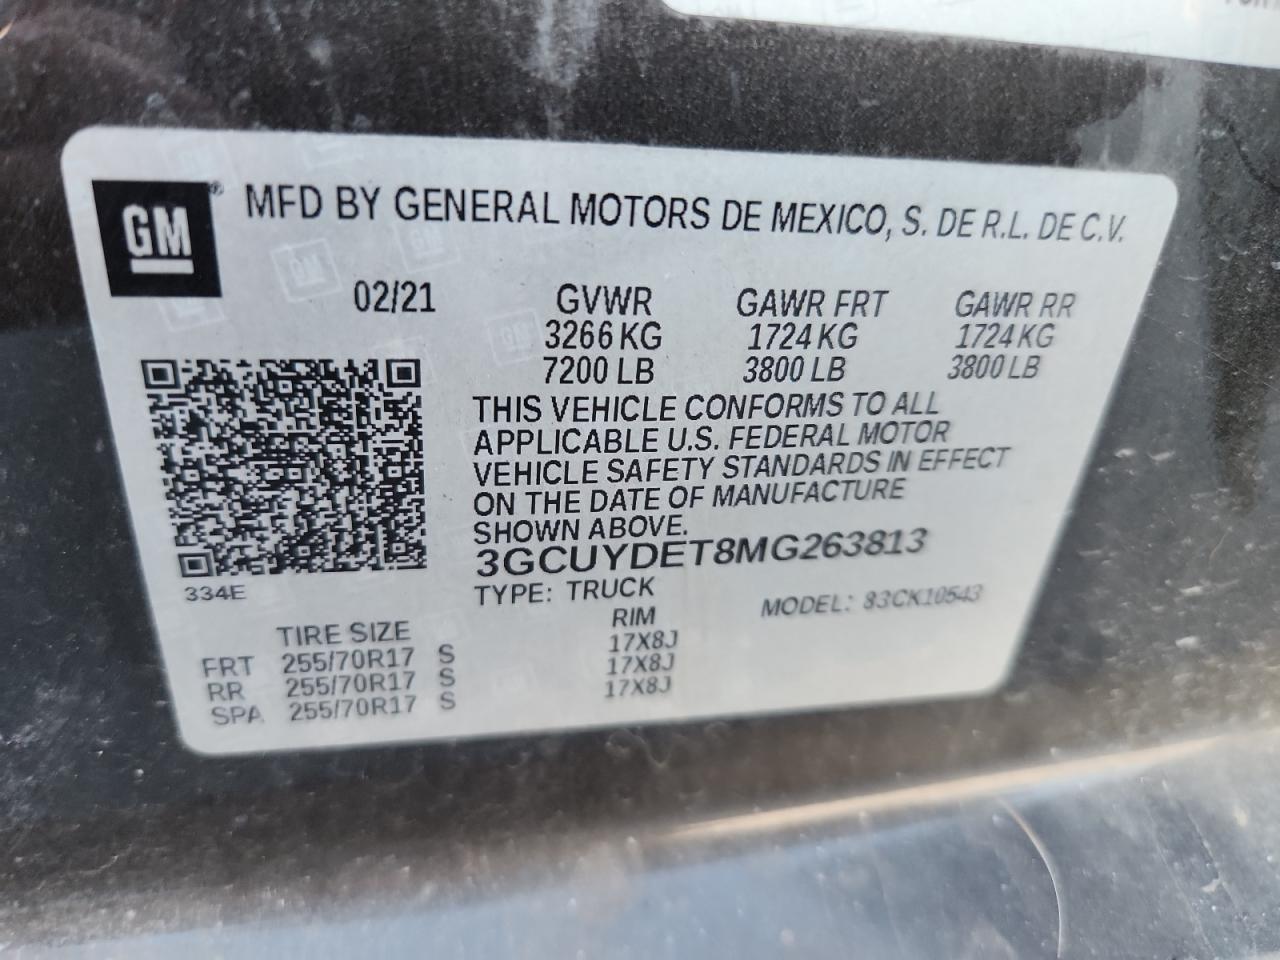 GM
MFD BY GENERAL MOTORS DE MEXICO, S. DE R.L. DE C.V.
02/21 GVWR GAWR FRT GAWR RR
3266 KG 1724 KG 1724 KG
7200 LB 3800 LB 3800 LB
THIS VEHICLE CONFORMS TO ALL
APPLICABLE U.S. FEDERAL MOTOR
VEHICLE SAFETY STANDARDS IN EFFECT
ON THE DATE OF MANUFACTURE
SHOWN ABOVE.
3GCUYDET8MG263813
TYPE: TRUCK MODEL: 83CK10543
334E
TIRE SIZE RIM
FRT 255/70R17 S 17X8J
RR 255/70R17 S 17X8J
SPA 255/70R17 S 17X8J